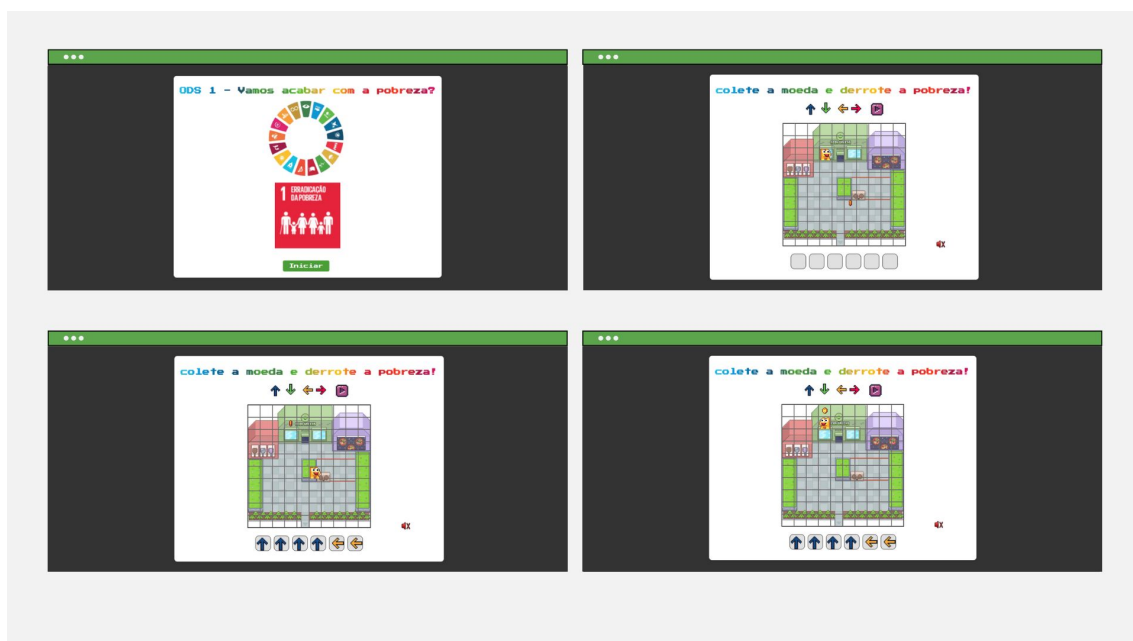 ODS 1 - Vamos acabar com a pobreza?
1 ERRADICAÇÃO
DA POBREZA
Iniciar
colete a moeda e derrote a pobreza!
colete a moeda e derrote a pobreza!
colete a moeda e derrote a pobreza!